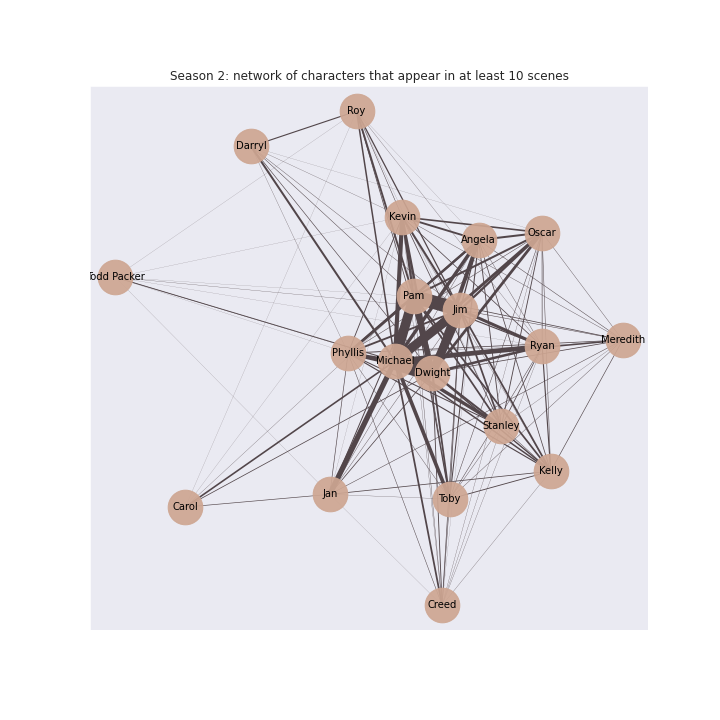 Season 2: network of characters that appear in at least 10 scenes
Roy
Darryl
Kevin
Oscar
Angela
Todd Packer
Pam
Jim
Meredith
Ryan
Phyllis
Michael
Dwight
Stanley
Kelly
Jan
Toby
Carol
Creed